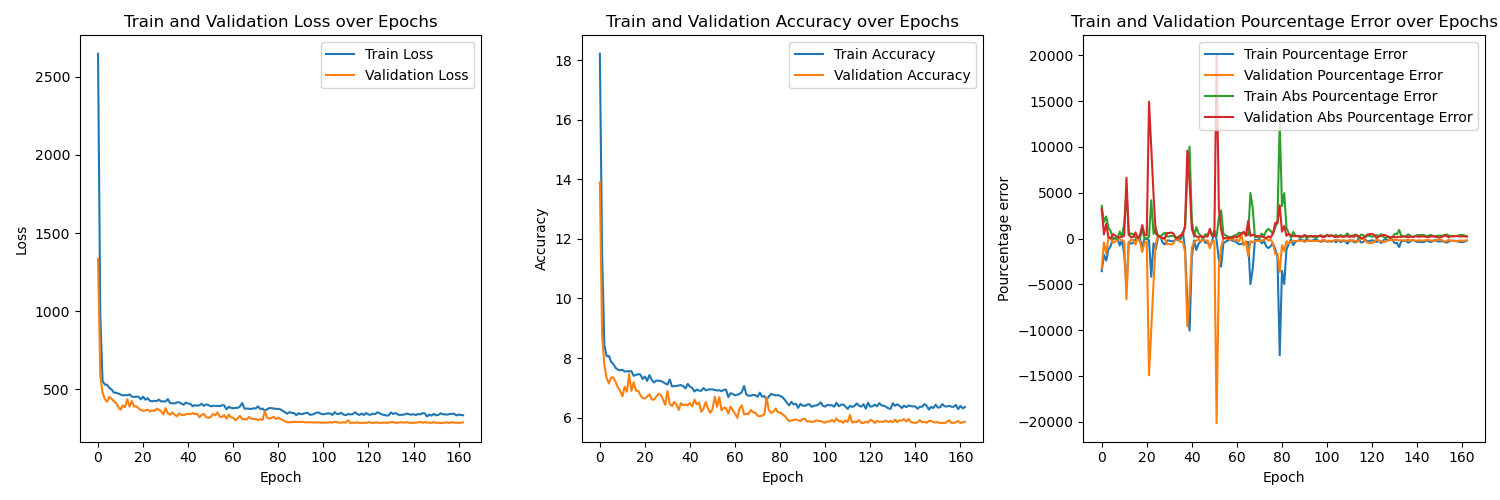 Train and Validation Loss over Epochs
Train Loss
Validation Loss
2500
2000
1500
1000
500
Loss
0 20 40 60 80 100 120 140 160
Epoch
Train and Validation Accuracy over Epochs
Train Accuracy
Validation Accuracy
18
16
14
12
10
8
6
Accuracy
0 20 40 60 80 100 120 140 160
Epoch
Train and Validation Pourcentage Error over Epochs
Train Pourcentage Error
Validation Pourcentage Error
Train Abs Pourcentage Error
Validation Abs Pourcentage Error
20000
15000
10000
5000
0
−5000
−10000
−15000
−20000
Pourcentage error
0 20 40 60 80 100 120 140 160
Epoch